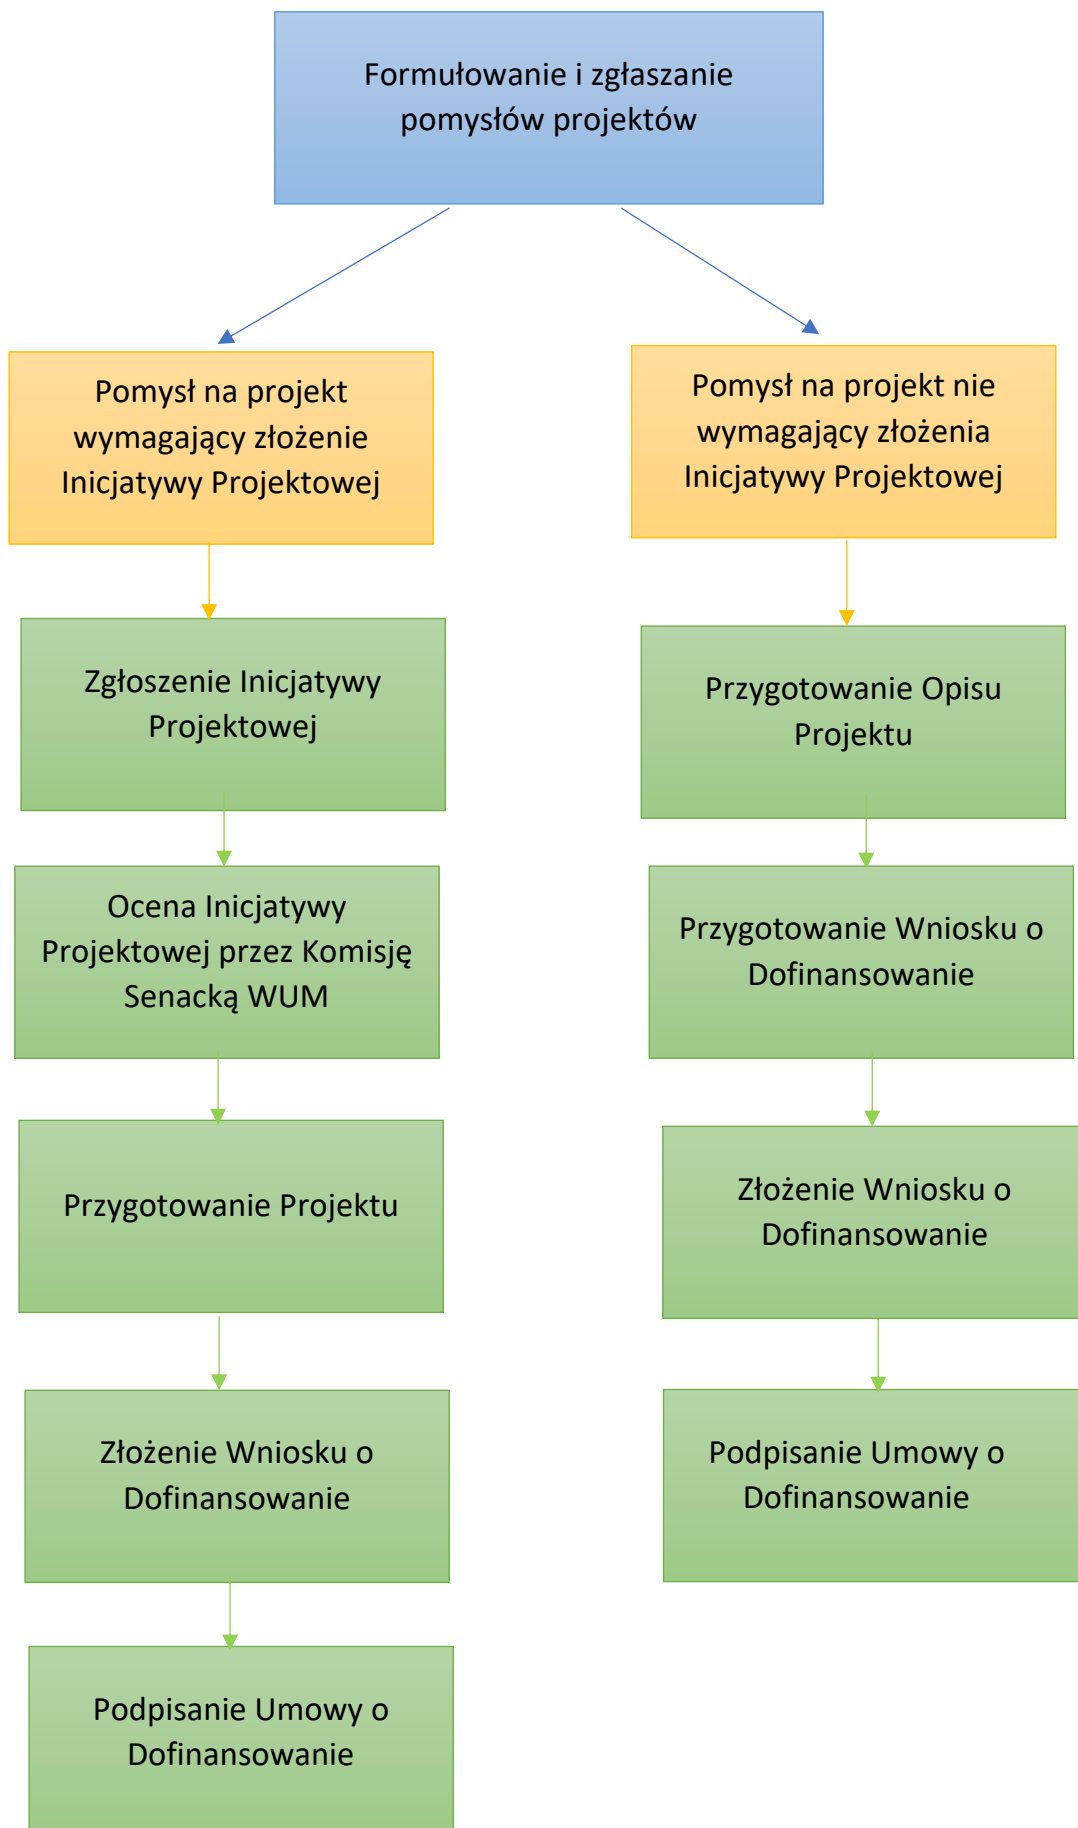 Formułowanie i zgłaszanie
pomysłów projektów
Pomysł na projekt
wymagający złożenie
Inicjatywy Projektowej
Zgłoszenie Inicjatywy
Projektowej
Ocena Inicjatywy
Projektowej przez Komisję
Senacką WUM
Przygotowanie Projektu
Złożenie Wniosku o
Dofinansowanie
Podpisanie Umowy o
Dofinansowanie
Pomysł na projekt nie
wymagający złożenia
Inicjatywy Projektowej
Przygotowanie Opisu
Projektu
Przygotowanie Wniosku o
Dofinansowanie
Złożenie Wniosku o
Dofinansowanie
Podpisanie Umowy o
Dofinansowanie